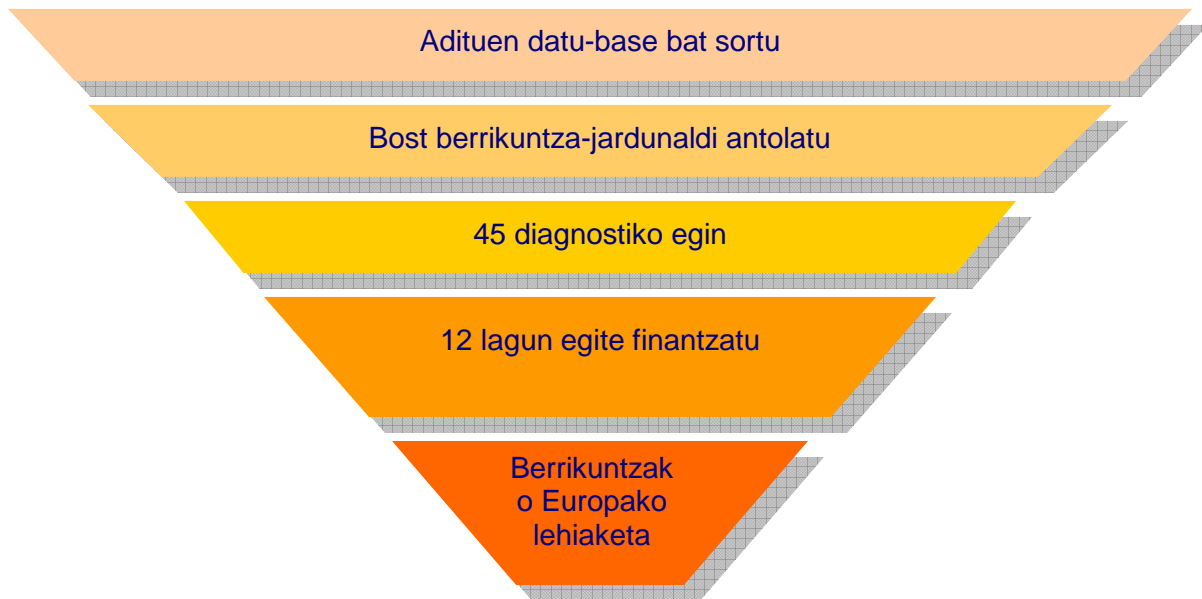 Adituen datu-base bat sortu
Bost berrikuntza-jardunaldi antolatu
45 diagnostiko egin
12 lagun egite finantzatu
Berrikuntzak
o Europako
lehiaketa